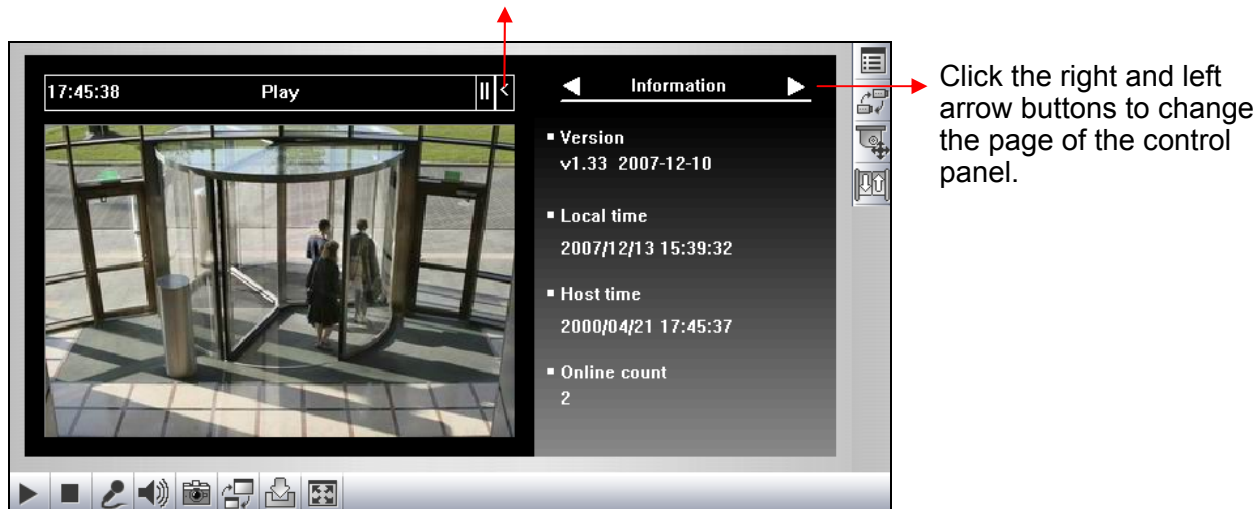 17:45:38 Play
Information
Version
v1.33 2007-12-10
Local time
2007/12/13 15:39:32
Host time
2000/04/21 17:45:37
Online count
2
Click the right and left
arrow buttons to change
the page of the control
panel.